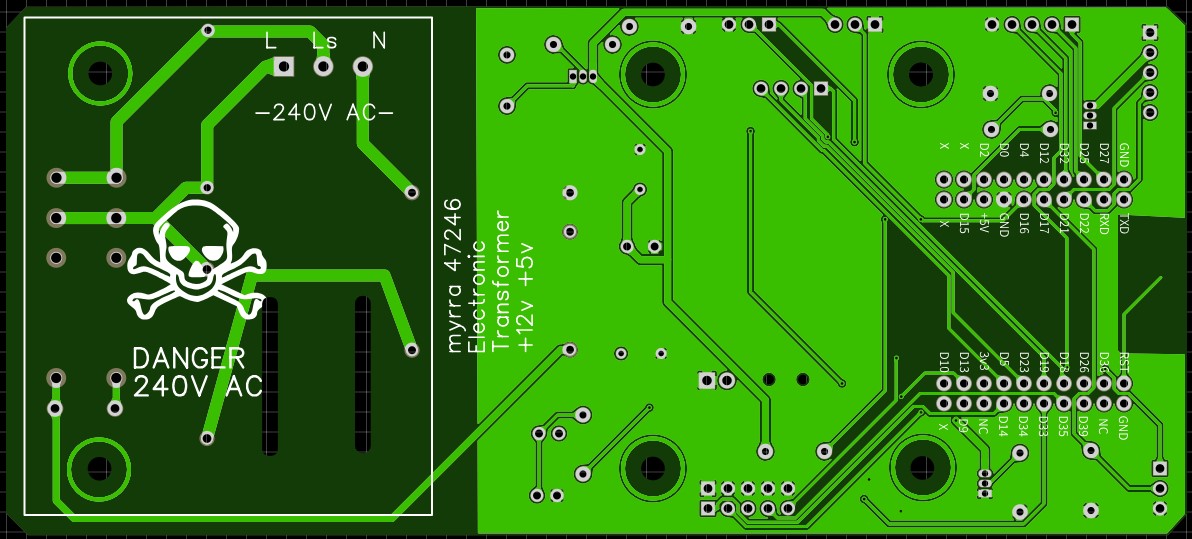 L Ls N
-240V AC-
DANGER
240V AC
myrra 47246
Electronic
Transformer
+12v +5v
X X D2 D0 D4 D12 D32 D25 D27 GND
X D15 +5V GND D16 D17 D21 D22 RXD TXD
D10 D13 3v3 D5 D23 D19 D18 D26 D36 RST
X D9 NC D14 D34 D33 D35 D39 NC GND